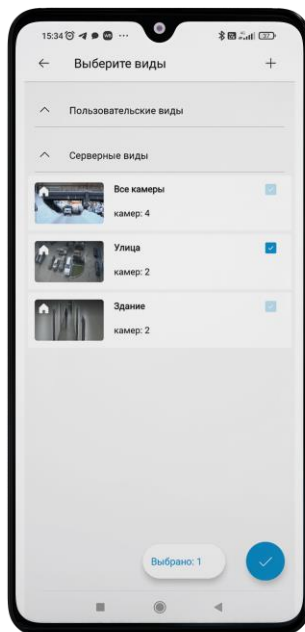 15:34
Выберите виды
Пользовательские виды
Серверные виды
Все камеры
камер: 4
Улица
камер: 2
Здание
камер: 2
Выбрано: 1